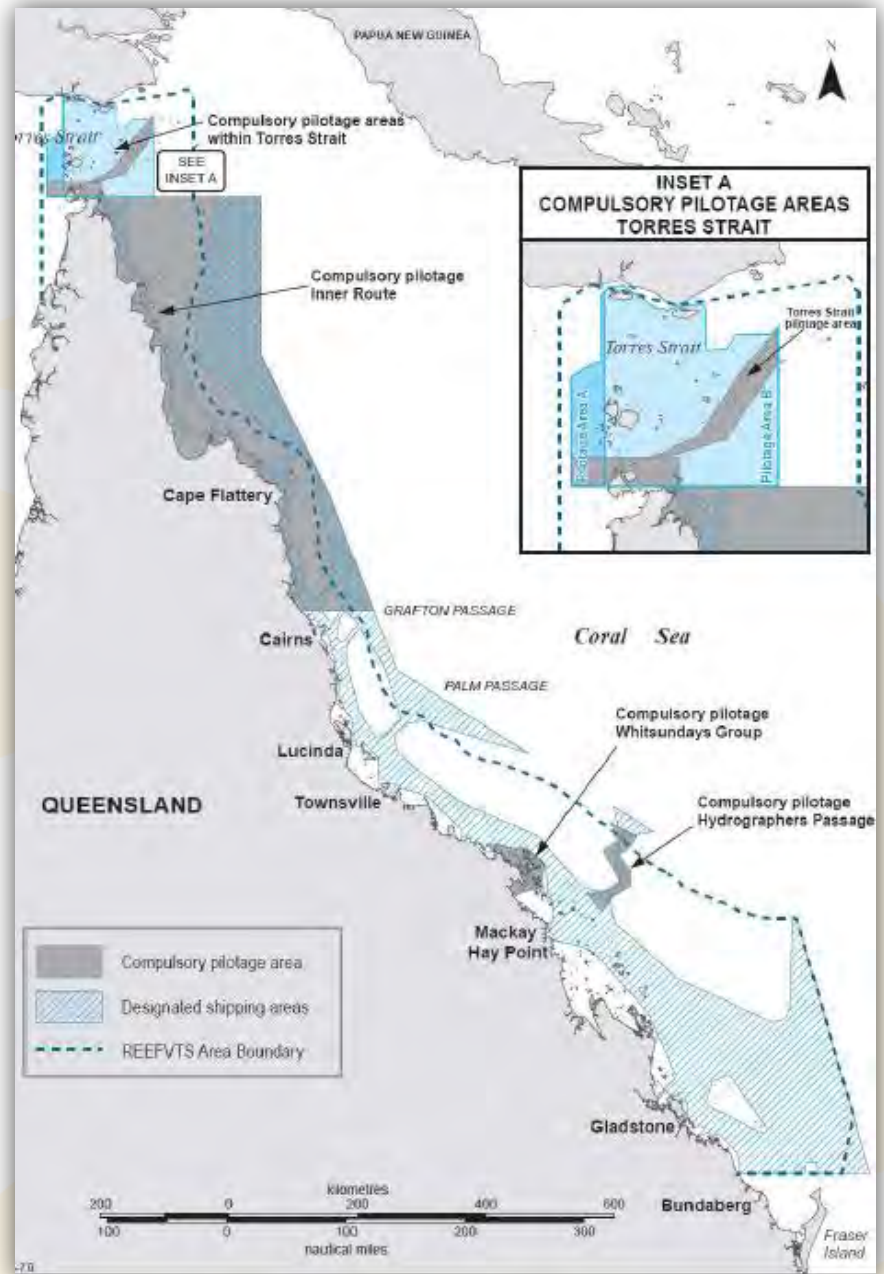 PAPUA NEW GUINEA
N
Compulsory pilotage areas
within Torres Strait
Torres Strait
SEE
INSET A
INSET A
COMPULSORY PILOTAGE AREAS
TORRES STRAIT
Compulsory pilotage
Inner Route
Torres Strait
pilotage area
Torres Strait
Pilotage Area A
Pilotage Area B
Cape Flattery
GRAFTON PASSAGE
Cairns
Coral Sea
PALM PASSAGE
Compulsory pilotage
Whitsundays Group
Lucinda
Townsville
QUEENSLAND
Compulsory pilotage
Hydrographers Passage
Mackay
Hay Point
Compulsory pilotage area
Designated shipping areas
REEFVTS Area Boundary
Gladstone
kilometres
200 0 200 400 600
100 0 100 200 300
nautical miles
Bundaberg
Fraser
Island